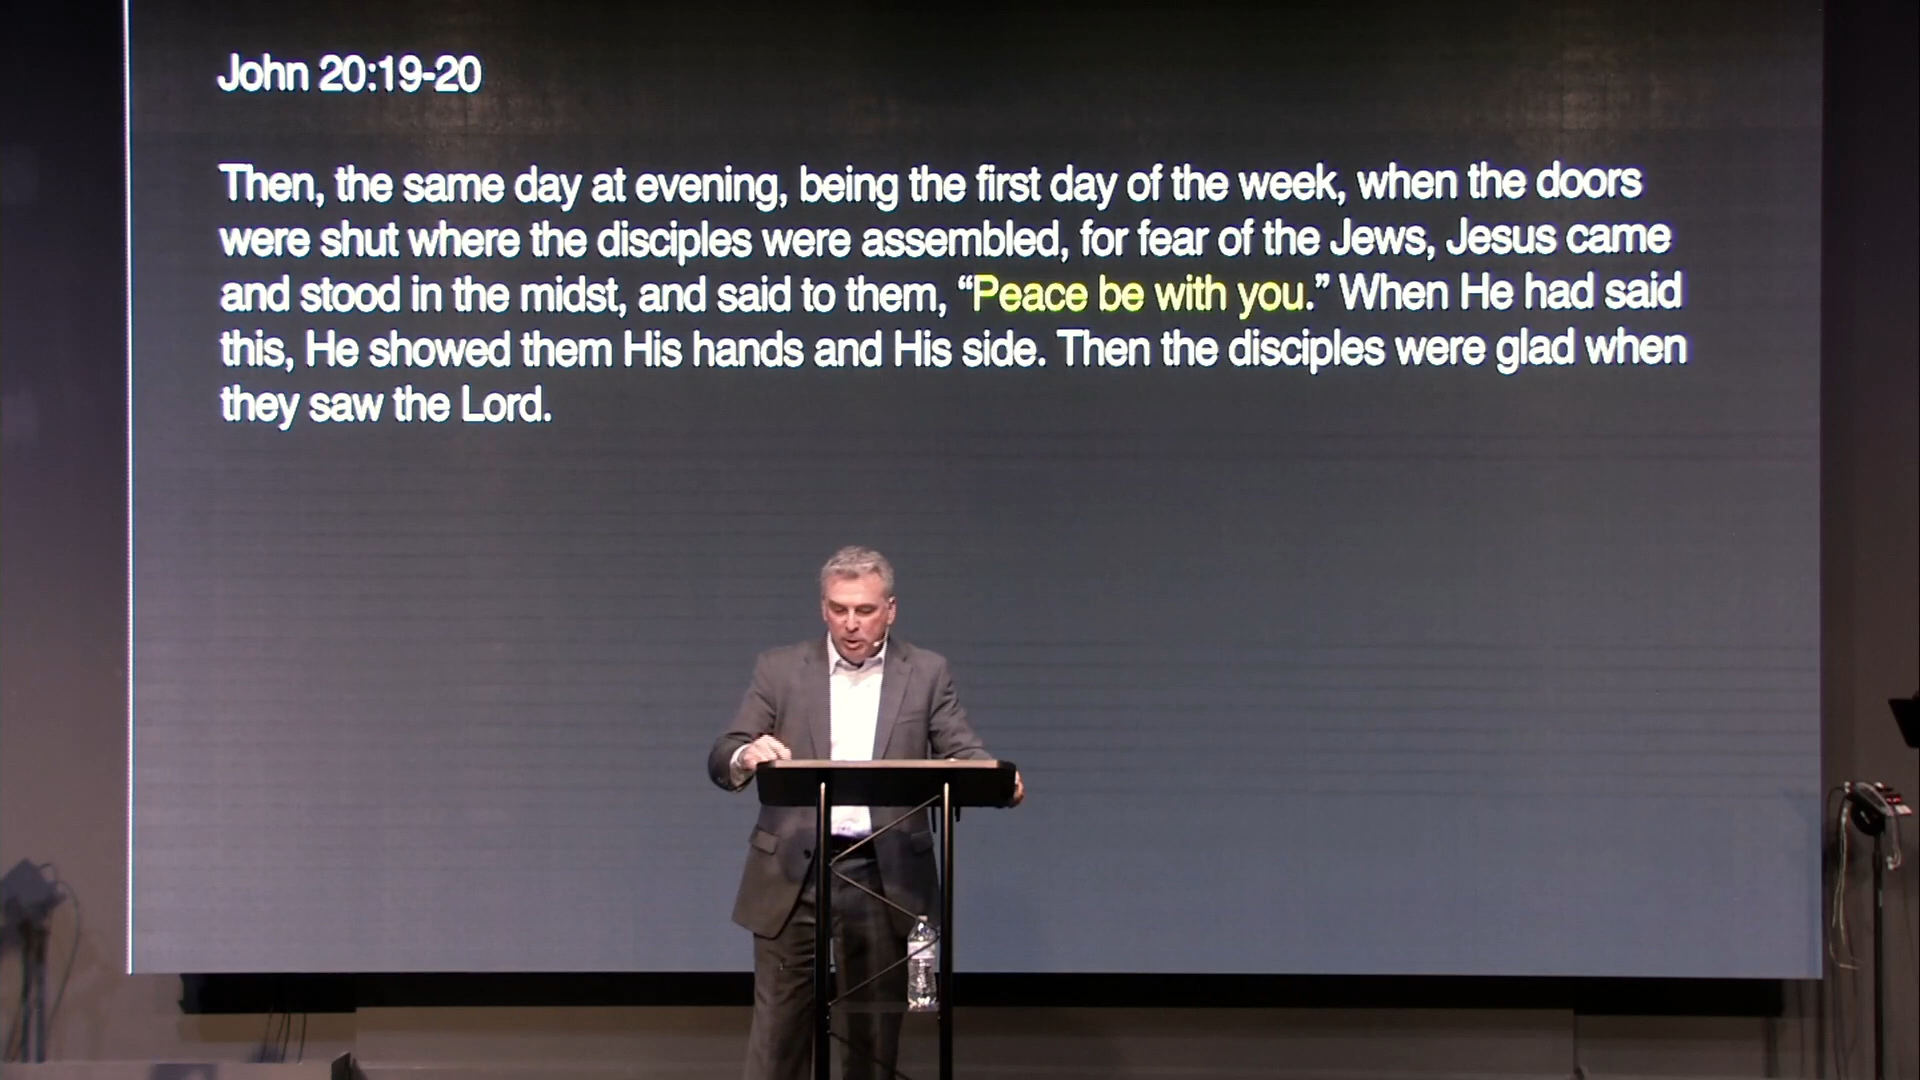 John 20:19-20
Then, the same day at evening, being the first day of the week, when the doors
were shut where the disciples were assembled, for fear of the Jews, Jesus came
and stood in the midst, and said to them, “Peace be with you.” When He had said
this, He showed them His hands and His side. Then the disciples were glad when
they saw the Lord.